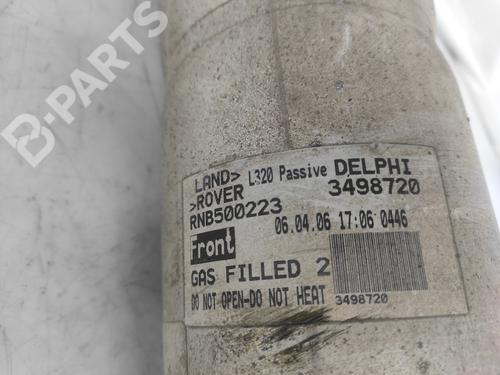 B-PARTS
LAND> L320 Passive DELPHI
>ROVER 3498720
RNB500223 06.04.06 17:06 0446
Front
GAS FILLED 2
DO NOT OPEN-DO NOT HEAT 3498720